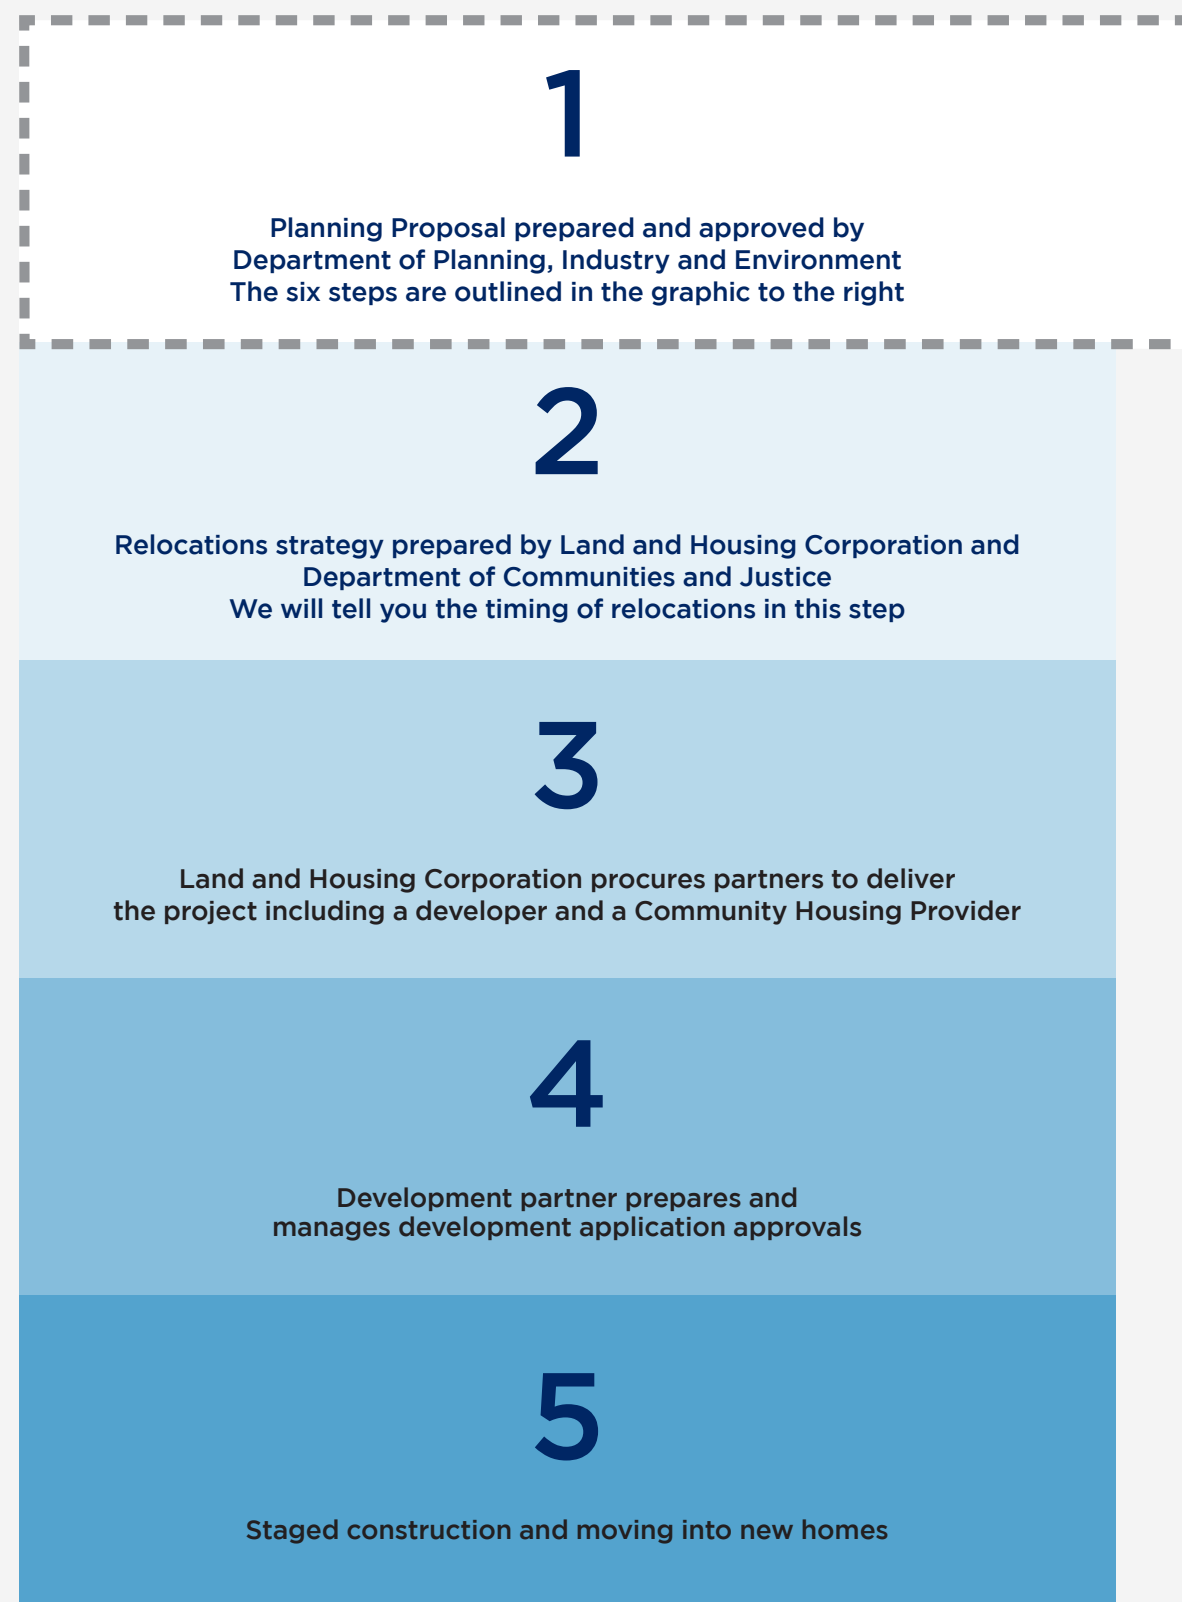 1
Planning Proposal prepared and approved by
Department of Planning, Industry and Environment
The six steps are outlined in the graphic to the right
2
Relocations strategy prepared by Land and Housing Corporation and
Department of Communities and Justice
We will tell you the timing of relocations in this step
3
Land and Housing Corporation procures partners to deliver
the project including a developer and a Community Housing Provider
4
Development partner prepares and
manages development application approvals
5
Staged construction and moving into new homes